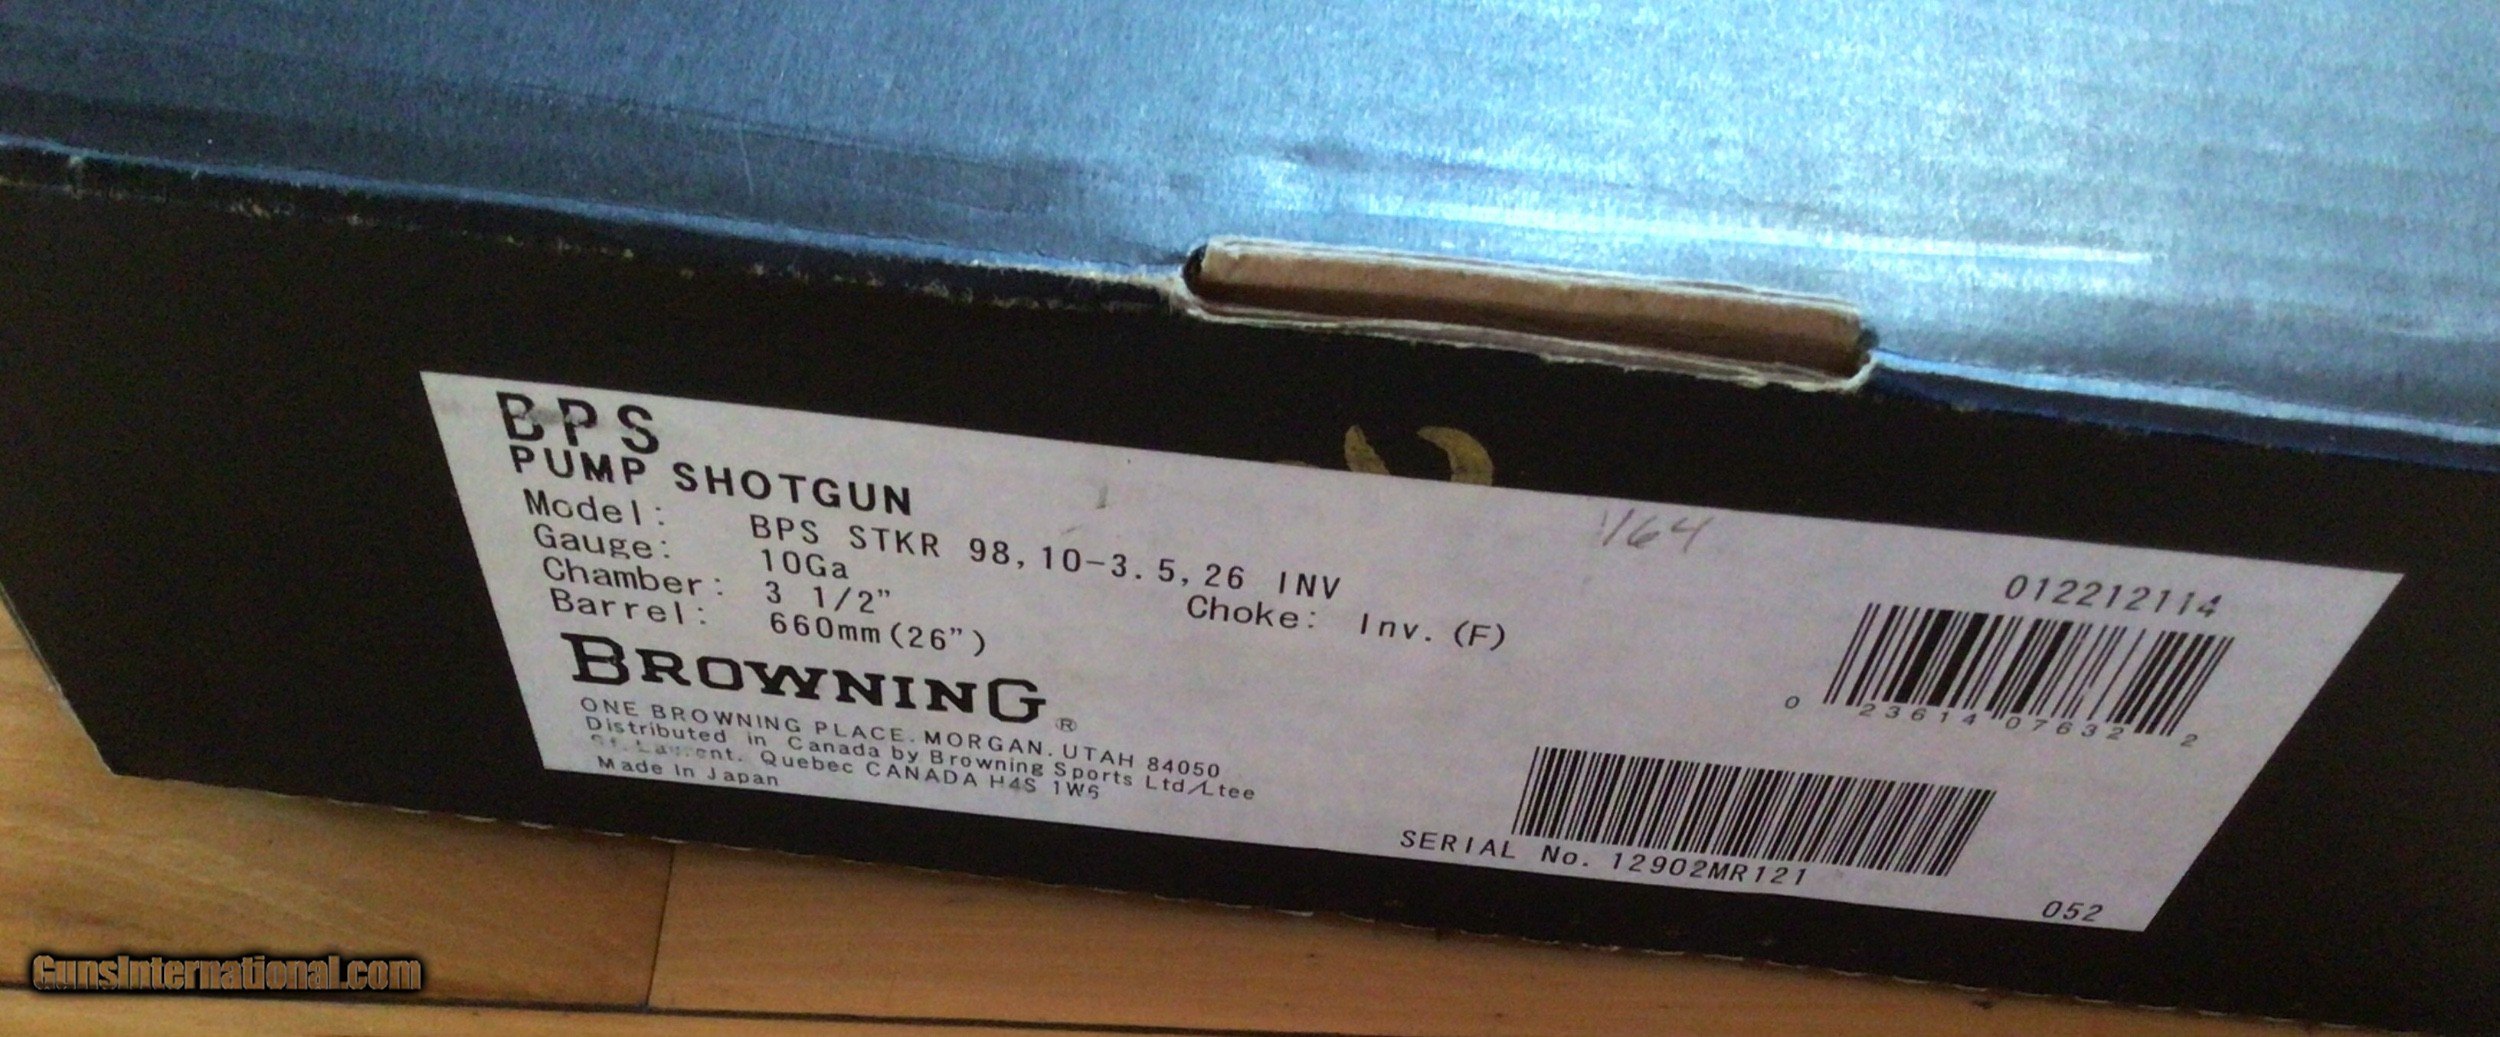 BPS
PUMP SHOTGUN
Model: BPS STKR 98,10-3.5,26 INV
Gauge: 10Ga
Chamber: 3 1/2” Choke: Inv.(F)
Barrel: 660mm(26”)
BROWNING®
ONE BROWNING PLACE. MORGAN. UTAH 84050
Distributed in Canada by Browning Sports Ltd/Ltee
St. Laurent. Quebec CANADA H4S 1W6
Made In Japan
164
012212114
0 23614 07632 2
SERIAL No. 12902MR121
052
GunsInternational.com